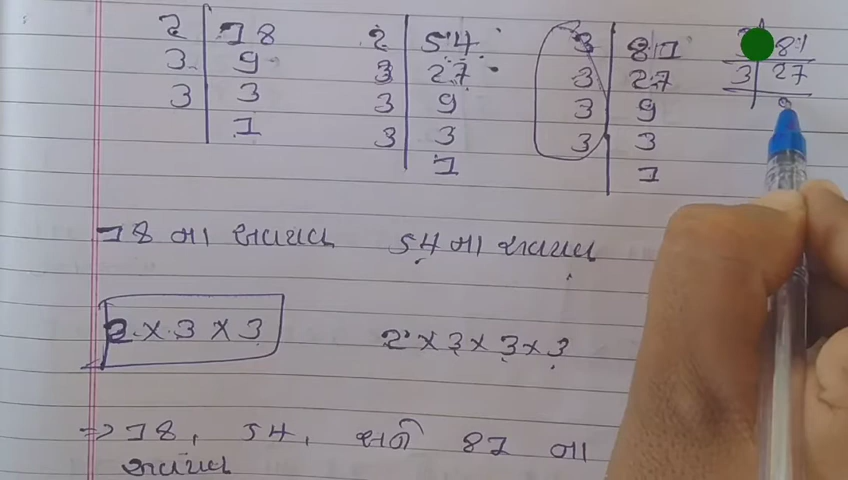 2 | 18
3 | 9
3 | 3
1
2 | 54
3 | 27
3 | 9
3 | 3
1
3 | 81
3 | 27
3 | 9
3 | 3
1
3 | 81
3 | 27
9
18 ના અવયવ
54 ના અવયવ
2 × 3 × 3
2 × 3 × 3 × 3
⇒ 18, 54, અને 81 ના
અવયવ